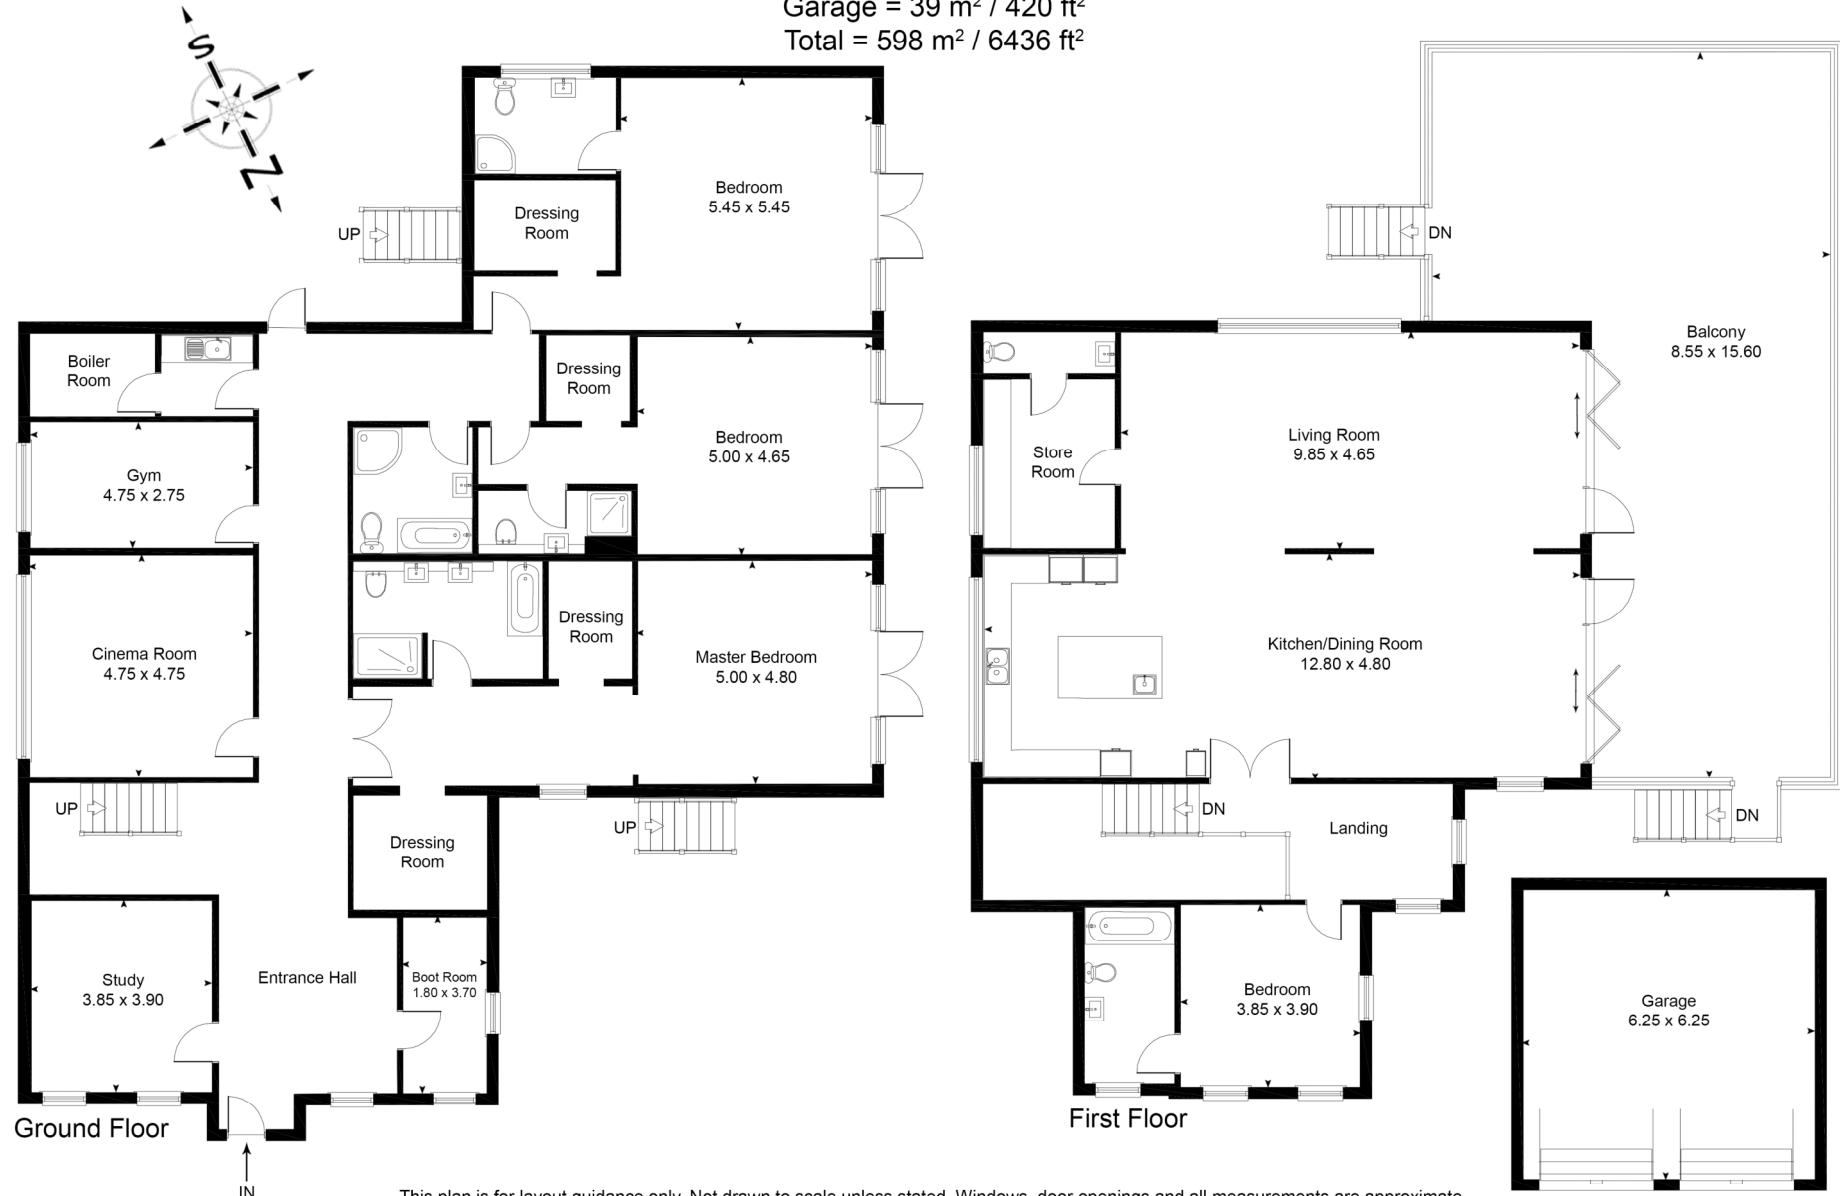 Garage = 39 m² / 420 ft²
Total = 598 m² / 6436 ft²
S
N
Bedroom
5.45 x 5.45
Dressing
Room
UP
Boiler
Room
Dressing
Room
Bedroom
5.00 x 4.65
Gym
4.75 x 2.75
Cinema Room
4.75 x 4.75
Dressing
Room
Master Bedroom
5.00 x 4.80
UP
UP
Dressing
Room
Study
3.85 x 3.90
Entrance Hall
Boot Room
1.80 x 3.70
Ground Floor
IN
DN
Balcony
8.55 x 15.60
Living Room
9.85 x 4.65
Store
Room
Kitchen/Dining Room
12.80 x 4.80
DN
Landing
DN
Bedroom
3.85 x 3.90
First Floor
Garage
6.25 x 6.25
This plan is for layout guidance only. Not drawn to scale unless stated. Windows, door openings and all measurements are approximate.